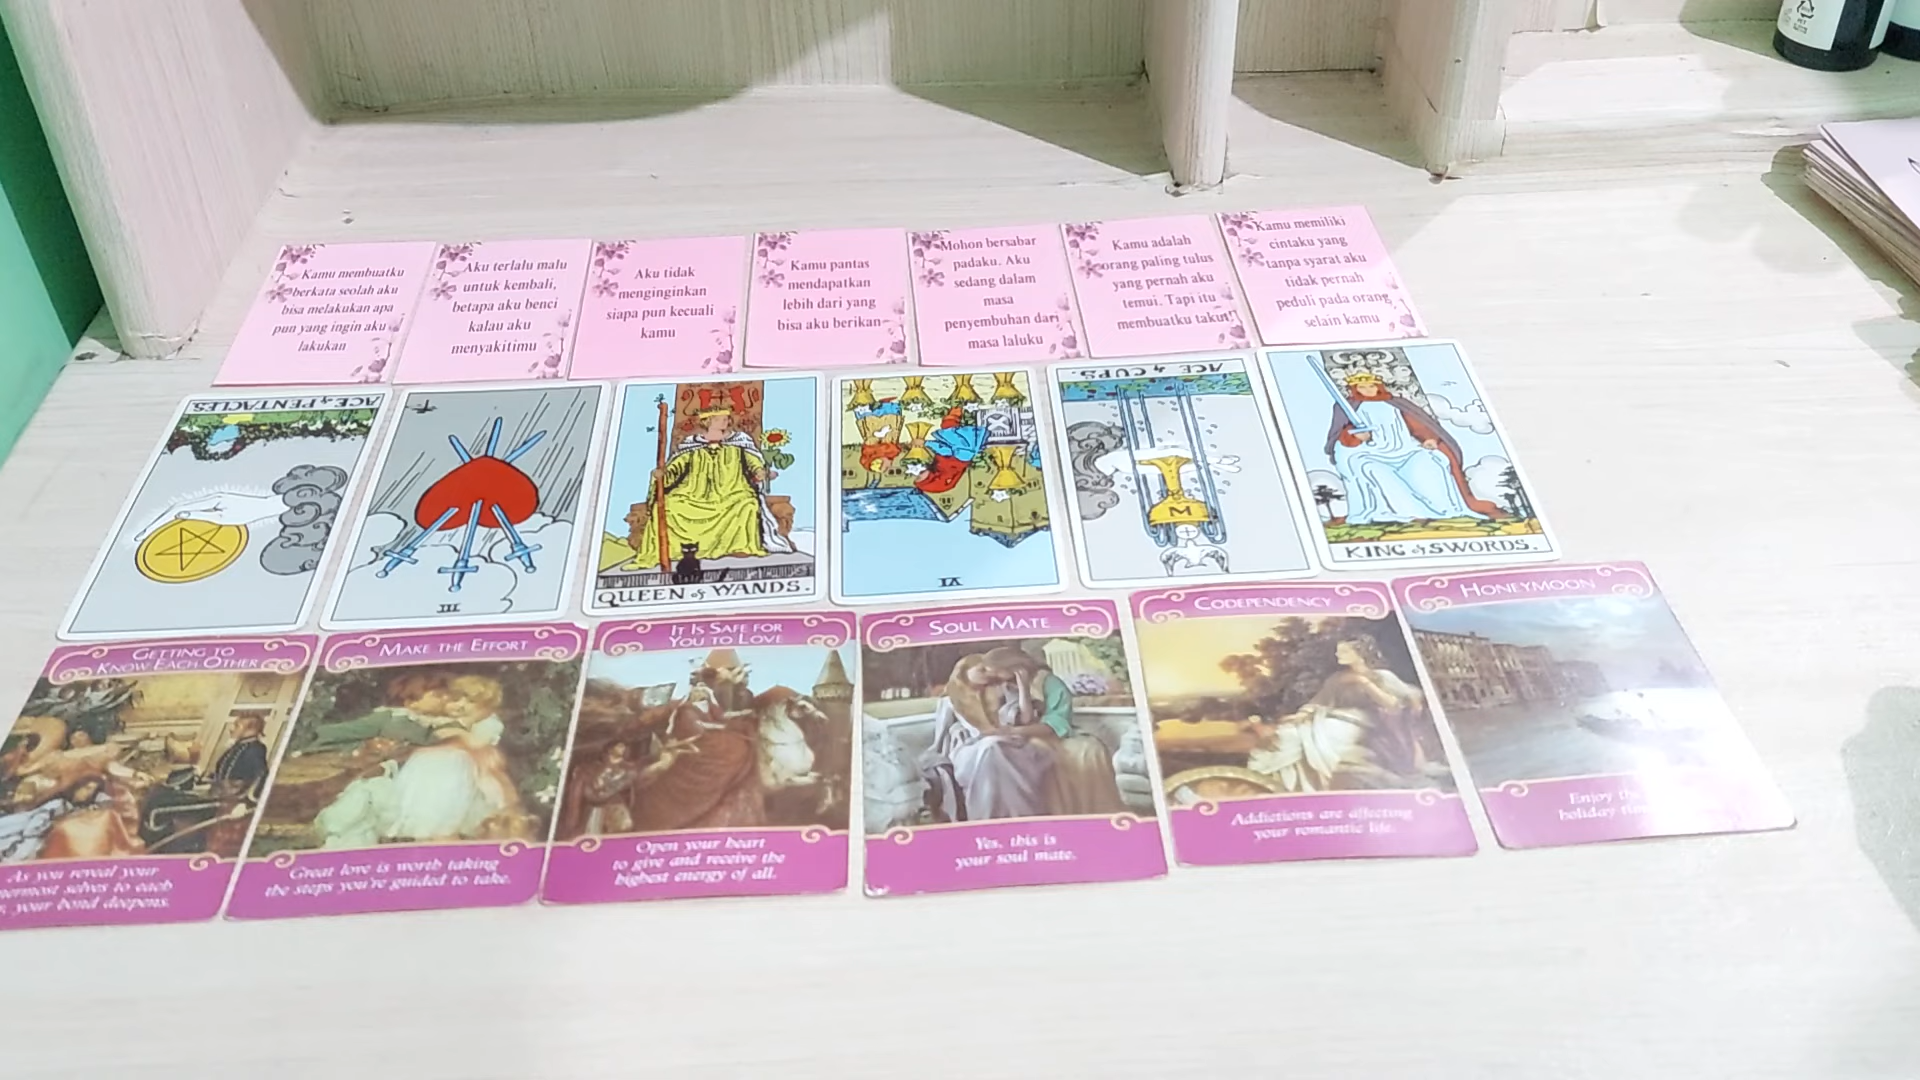 PET
Kamu membuatku
berkata seolah aku
bisa melakukan apa
pun yang ingin aku
lakukan
Aku terlalu malu
untuk kembali,
betapa aku benci
kalau aku
menyakitimu
Aku tidak
menginginkan
siapa pun kecuali
kamu
Kamu pantas
mendapatkan
lebih dari yang
bisa aku berikan
Mohon bersabar
padaku. Aku
sedang dalam
masa
penyembuhan dari
masa laluku
Kamu adalah
orang paling tulus
yang pernah aku
temui. Tapi itu
membuatku takut!
Kamu memiliki
cintaku yang
tanpa syarat aku
tidak pernah
peduli pada orang
selain kamu
ACE of PENTACLES
III
QUEEN of WANDS.
VI
ACE of CUPS.
KING of SWORDS.
GETTING TO
KNOW EACH OTHER
As you reveal your
selves to each
your bond deepens.
MAKE THE EFFORT
Great love is worth taking
the steps you're guided to take.
IT IS SAFE FOR
YOU TO LOVE
Open your heart
to give and receive the
highest energy of all.
SOUL MATE
Yes, this is
your soul mate.
CODEPENDENCY
Addictions are affecting
your romantic life.
HONEYMOON
Enjoy
holiday